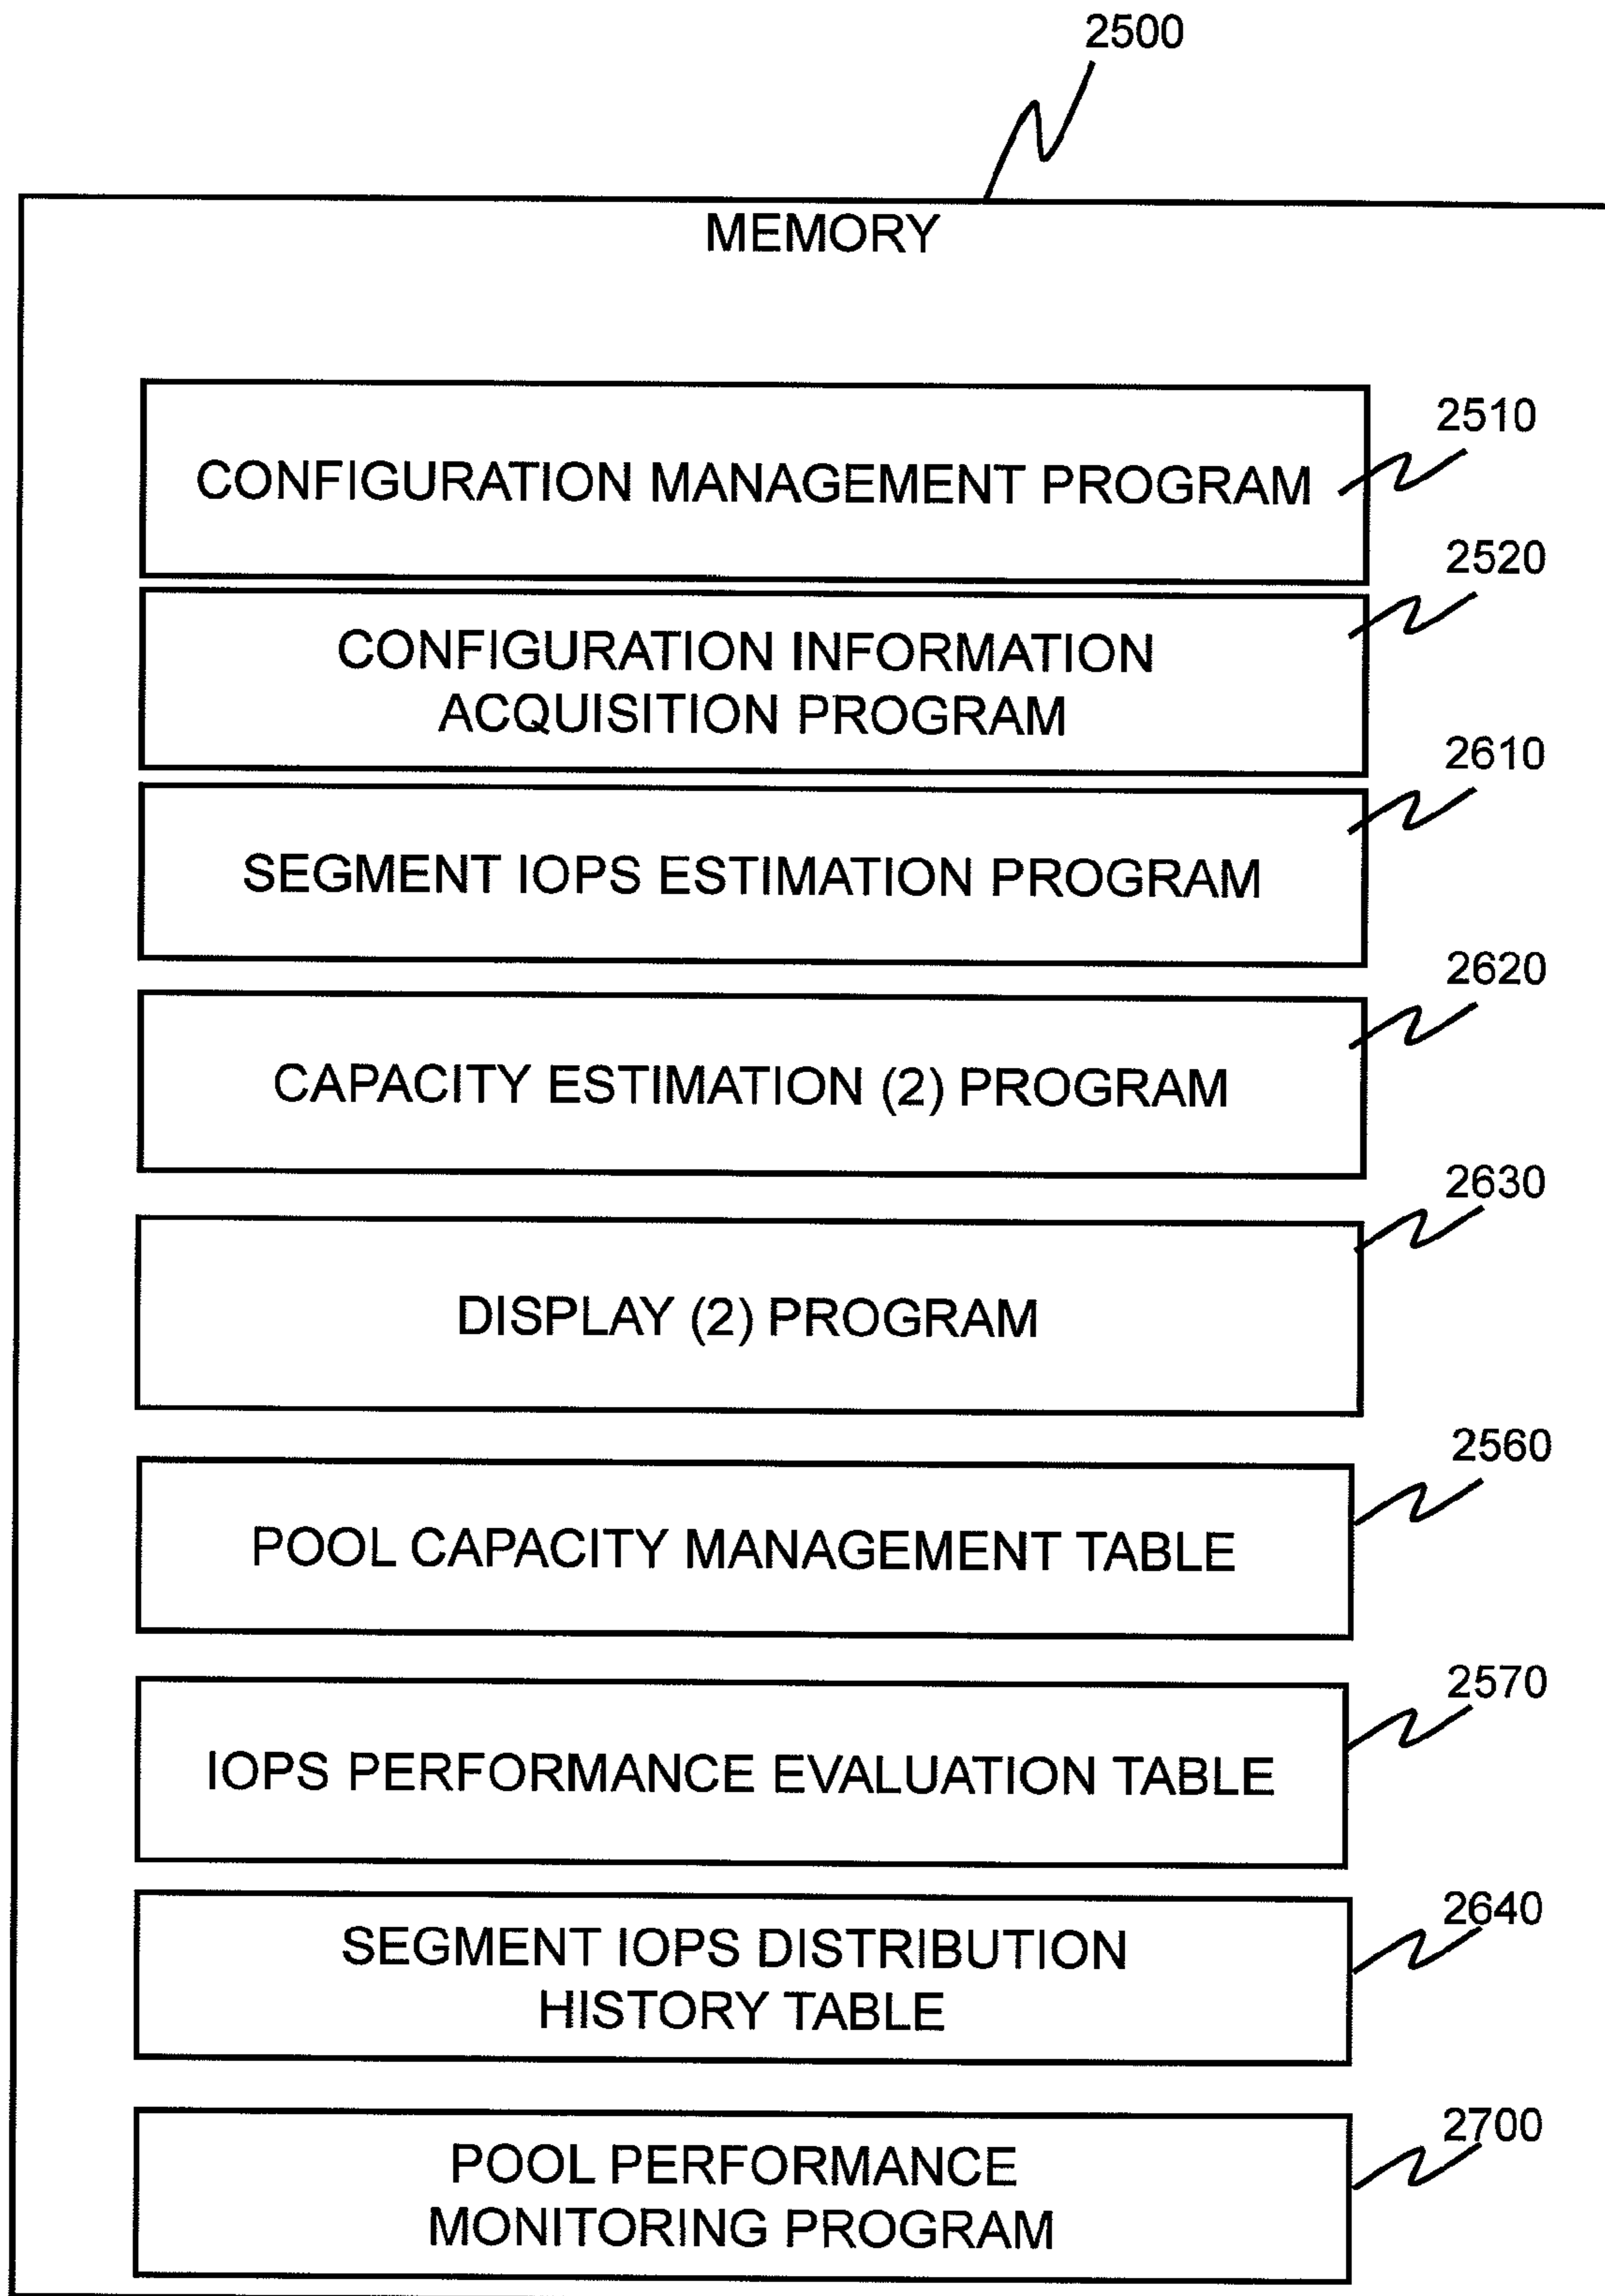 2500
MEMORY
2510
CONFIGURATION MANAGEMENT PROGRAM
2520
CONFIGURATION INFORMATION
ACQUISITION PROGRAM
2610
SEGMENT IOPS ESTIMATION PROGRAM
2620
CAPACITY ESTIMATION (2) PROGRAM
2630
DISPLAY (2) PROGRAM
2560
POOL CAPACITY MANAGEMENT TABLE
2570
IOPS PERFORMANCE EVALUATION TABLE
2640
SEGMENT IOPS DISTRIBUTION
HISTORY TABLE
2700
POOL PERFORMANCE
MONITORING PROGRAM